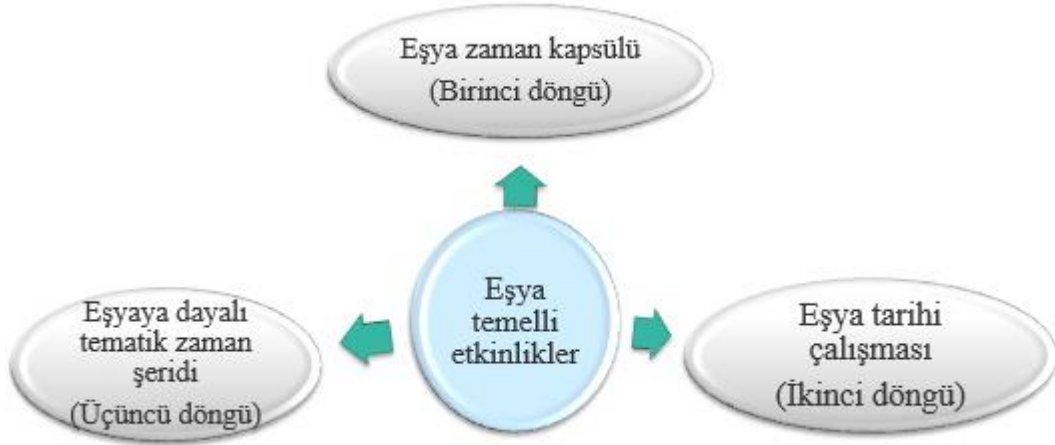 Eşya zaman kapsülü
(Birinci döngü)
Eşya
temelli
etkinlikler
Eşyaya dayalı
tematik zaman
şeridi
(Üçüncü döngü)
Eşya tarihi
çalışması
(İkinci döngü)